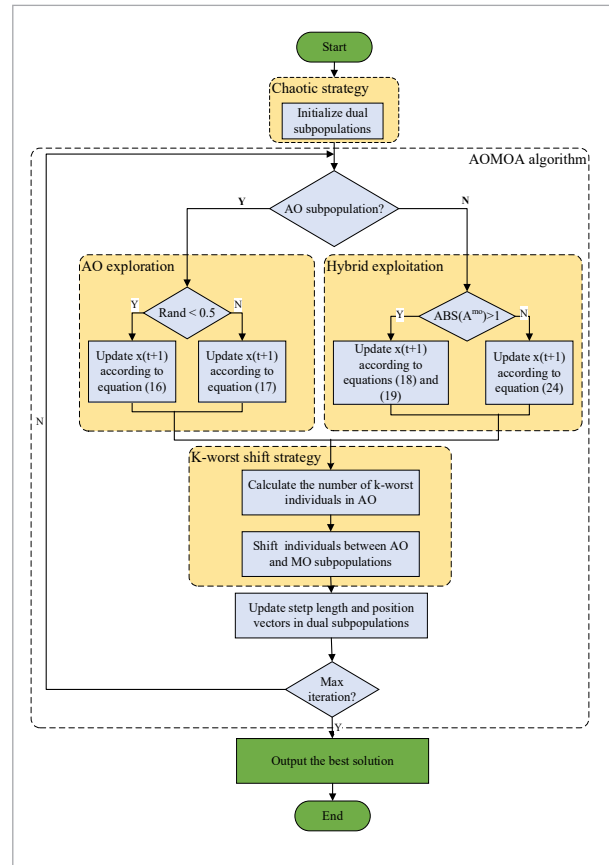 Start
Chaotic strategy
Initialize dual
subpopulations
AOMOA algorithm
AO subpopulation?
Y
N
AO exploration
Rand < 0.5
Y
N
Update x(t+1)
according to
equation (16)
Update x(t+1)
according to
equation (17)
Hybrid exploitation
ABS(A^mo)>1
Y
N
Update x(t+1)
according to
equations (18) and
(19)
Update x(t+1)
according to
equation (24)
N
K-worst shift strategy
Calculate the number of k-worst
individuals in AO
Shift individuals between AO
and MO subpopulations
Update stetp length and position
vectors in dual subpopulations
Max
iteration?
Y
Output the best solution
End